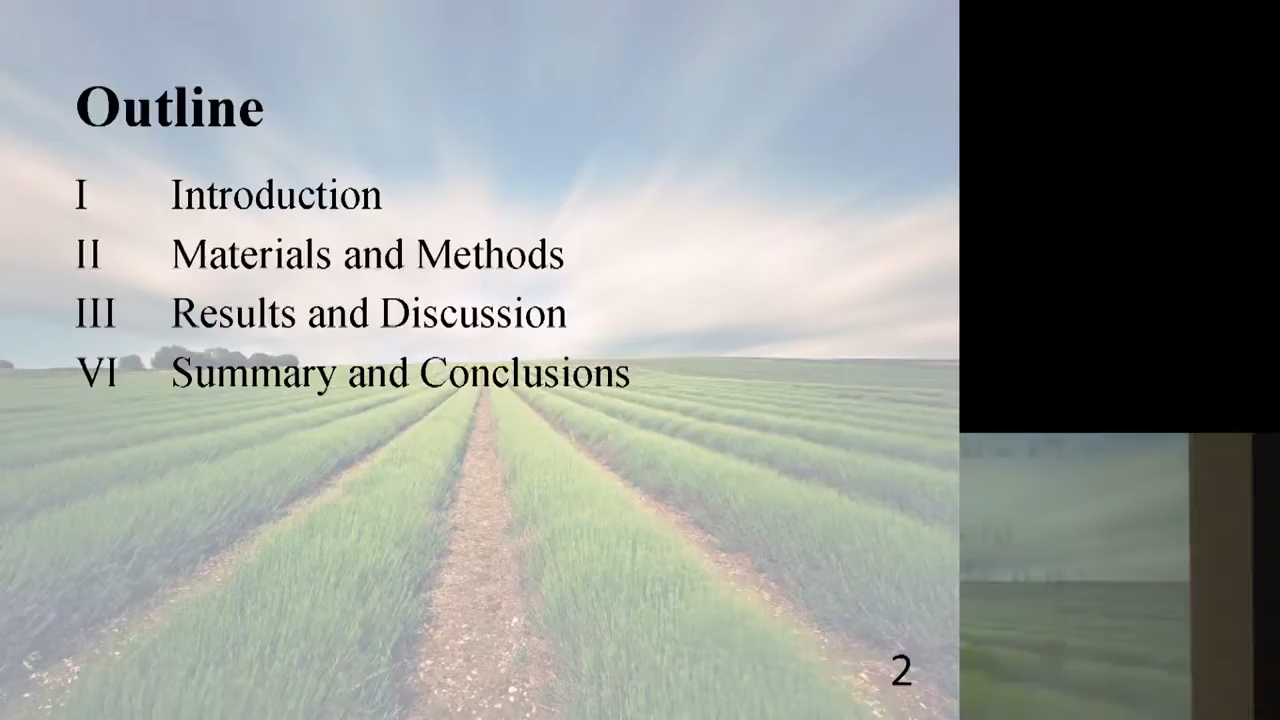 Outline
I Introduction
II Materials and Methods
III Results and Discussion
VI Summary and Conclusions
2